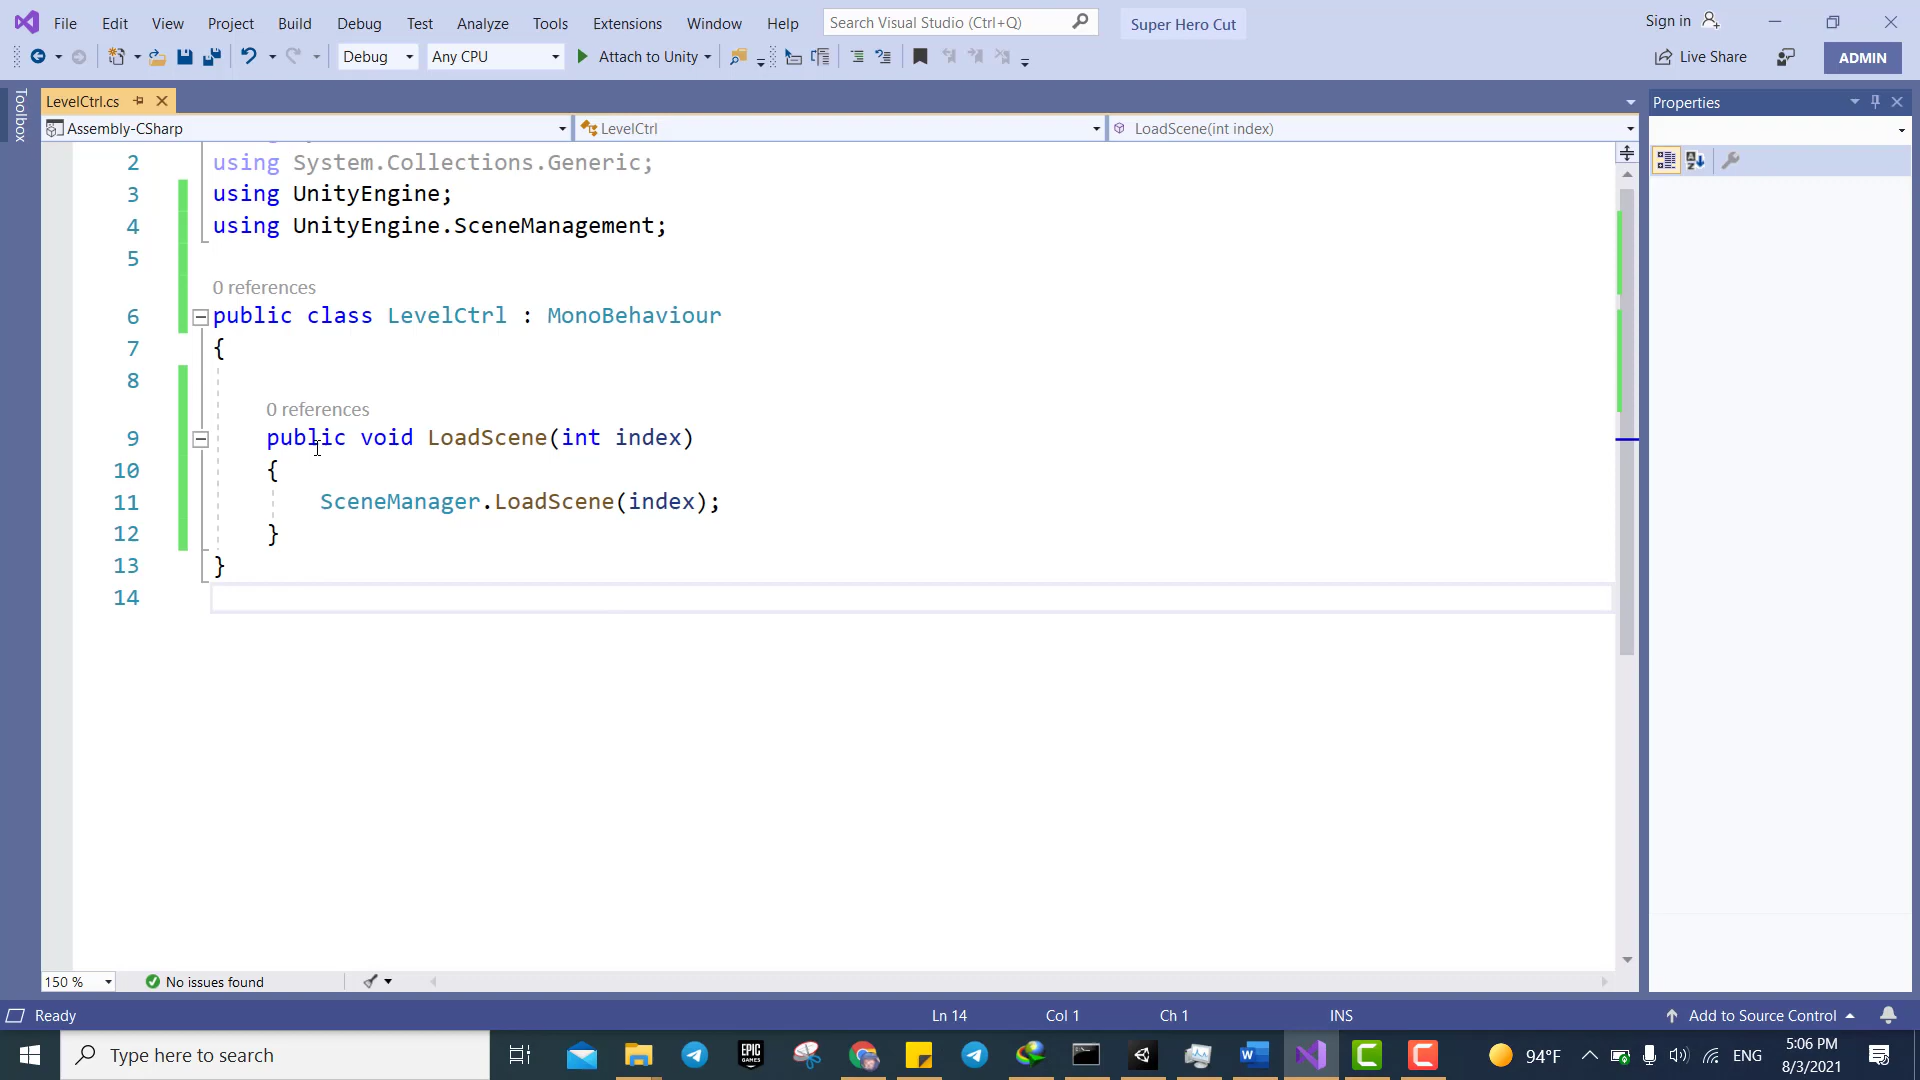 File Edit View Project Build Debug Test Analyze Tools Extensions Window Help Search Visual Studio (Ctrl+Q) Super Hero Cut Sign in
Debug Any CPU Attach to Unity Live Share ADMIN
Toolbox
LevelCtrl.cs
Properties
Assembly-CSharp LevelCtrl LoadScene(int index)
2 using System.Collections.Generic;
3 using UnityEngine;
4 using UnityEngine.SceneManagement;
5
0 references
6 public class LevelCtrl : MonoBehaviour
7 {
8
0 references
9 public void LoadScene(int index)
10 {
11 SceneManager.LoadScene(index);
12 }
13 }
14
150 % No issues found
Ready Ln 14 Col 1 Ch 1 INS Add to Source Control
Type here to search
EPIC GAMES
94°F ENG
5:06 PM
8/3/2021